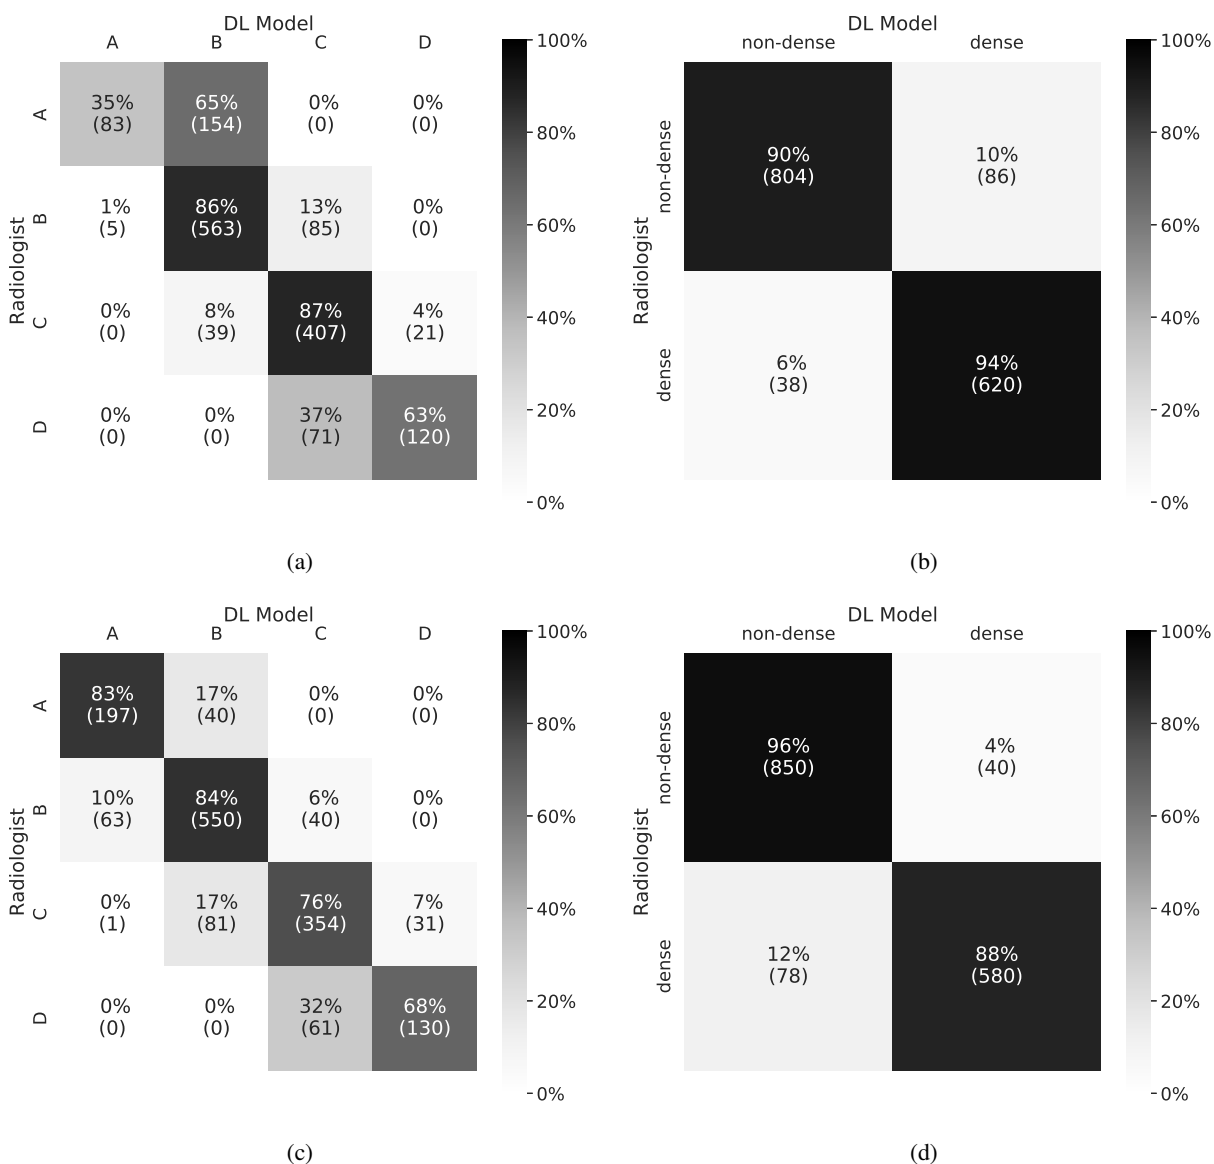 DL Model
A B C D
100%
80%
60%
40%
20%
0%
Radiologist
A
35% 65% 0% 0%
(83) (154) (0) (0)
B
1% 86% 13% 0%
(5) (563) (85) (0)
C
0% 8% 87% 4%
(0) (39) (407) (21)
D
0% 0% 37% 63%
(0) (0) (71) (120)
(a)
DL Model
non-dense dense
100%
80%
60%
40%
20%
0%
Radiologist
non-dense
90% 10%
(804) (86)
dense
6% 94%
(38) (620)
(b)
DL Model
A B C D
100%
80%
60%
40%
20%
0%
Radiologist
A
83% 17% 0% 0%
(197) (40) (0) (0)
B
10% 84% 6% 0%
(63) (550) (40) (0)
C
0% 17% 76% 7%
(1) (81) (354) (31)
D
0% 0% 32% 68%
(0) (0) (61) (130)
(c)
DL Model
non-dense dense
100%
80%
60%
40%
20%
0%
Radiologist
non-dense
96% 4%
(850) (40)
dense
12% 88%
(78) (580)
(d)